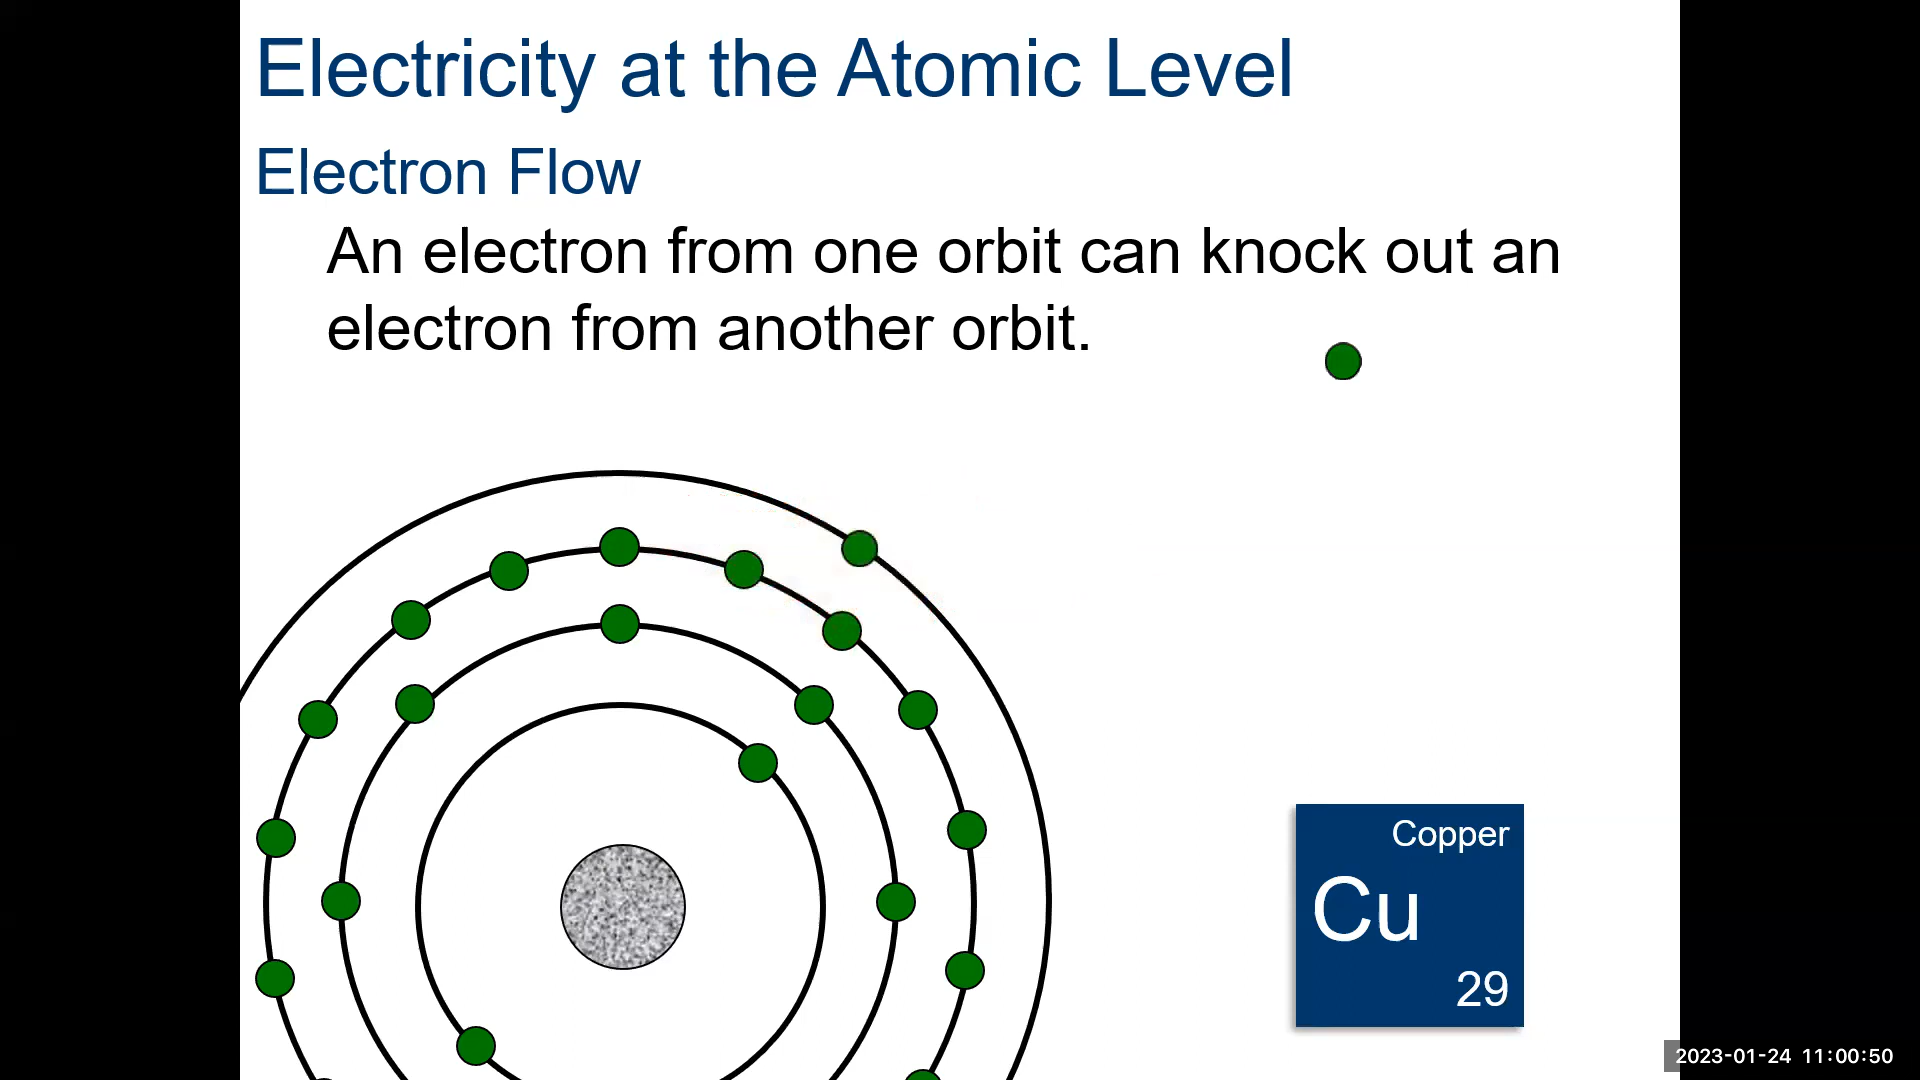 Electricity at the Atomic Level
Electron Flow
An electron from one orbit can knock out an
electron from another orbit.
Copper
Cu
29
2023-01-24 11:00:50